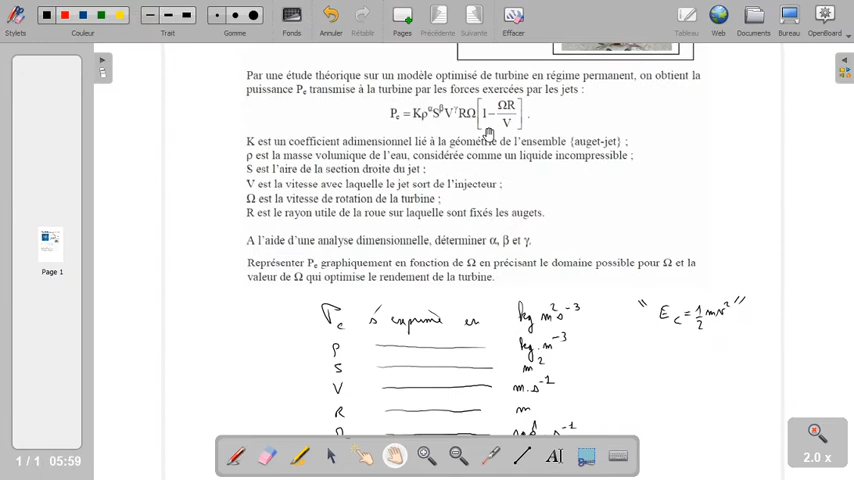 Stylets
Trait
Gomme
Fonds
Annuler
Rétablir
Pages
Précédente
Suivante
Effacer
Tableau
Web
Documents
Bureau
OpenBoard
Par une étude théorique sur un modèle optimisé de turbine en régime permanent, on obtient la
puissance Pe transmise à la turbine par les forces exercées par les jets :
Pe = Kρ^α S^β V^γ RΩ [1 − ΩR/V] .
K est un coefficient adimensionnel lié à la géométrie de l'ensemble {auget-jet} ;
ρ est la masse volumique de l'eau, considérée comme un liquide incompressible ;
S est l'aire de la section droite du jet ;
V est la vitesse avec laquelle le jet sort de l'injecteur ;
Ω est la vitesse de rotation de la turbine ;
R est le rayon utile de la roue sur laquelle sont fixés les augets.
A l'aide d'une analyse dimensionnelle, déterminer α, β et γ.
Représenter Pe graphiquement en fonction de Ω en précisant le domaine possible pour Ω et la
valeur de Ω qui optimise le rendement de la turbine.
Pe s'exprime en kg m² s⁻³
" Ec = 1/2 mv² "
ρ kg. m⁻³
S m²
V m. s⁻¹
R m
Page 1
1 / 1 05:59
2.0 x